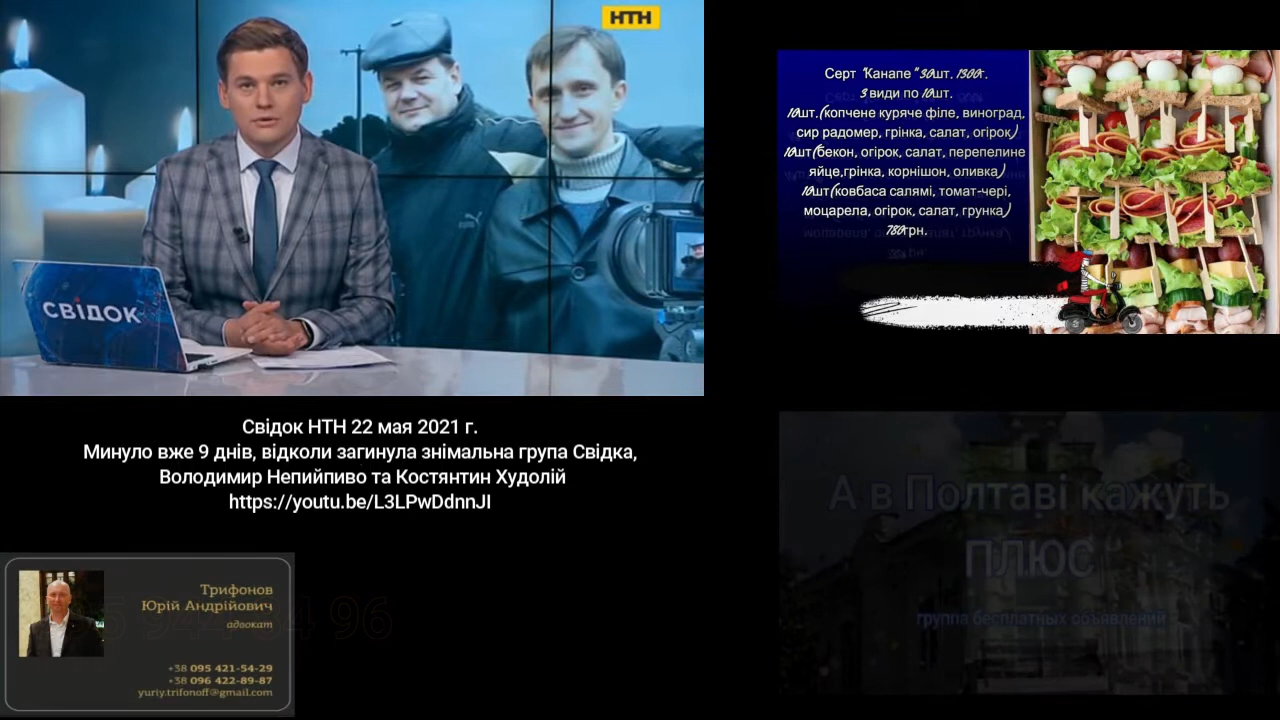 НТН
СВІДОК
Свідок НТН 22 мая 2021 г.
Минуло вже 9 днів, відколи загинула знімальна група Свідка,
Володимир Непийпиво та Костянтин Худолій
https://youtu.be/L3LPwDdnnJI
Трифонов
Юрій Андрійович
адвокат
+38 095 421-54-29
+38 096 422-89-87
yuriy.trifonoff@gmail.com
Серт "Канапе" 30шт. 1300г.
3 види по 10шт.
10шт.(копчене куряче філе, виноград,
сир радомер, грінка, салат, огірок)
10шт(бекон, огірок, салат, перепелине
яйце,грінка, корнішон, оливка)
10шт(ковбаса салямі, томат-чері,
моцарела, огірок, салат, грунка)
780грн.
А в Полтаві кажуть
ПЛЮС
группа бесплатных объявлений